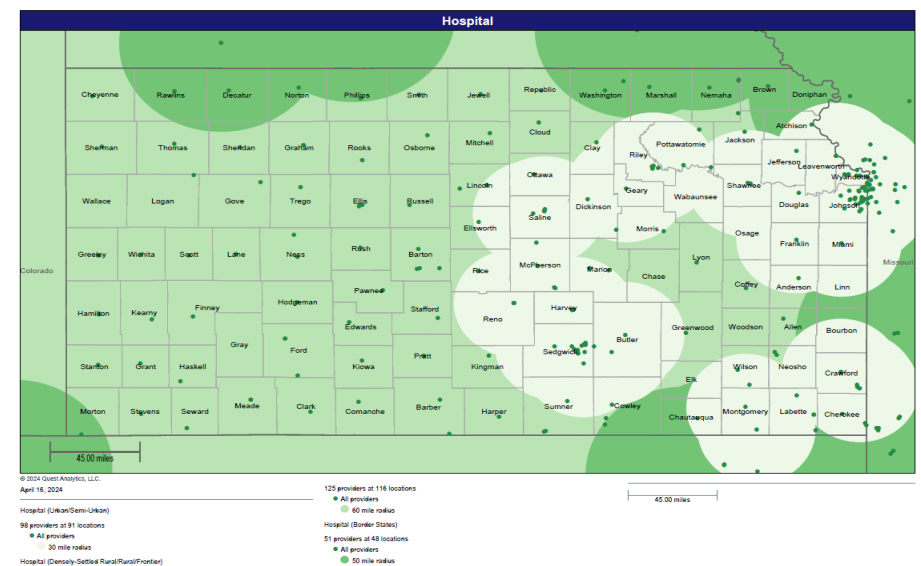 Hospital
Cheyenne
Rawlins
Decatur
Norton
Phillips
Smith
Jewell
Republic
Washington
Marshall
Nemaha
Brown
Doniphan
Atchison
Sherman
Thomas
Sheridan
Graham
Rooks
Osborne
Mitchell
Cloud
Clay
Riley
Pottawatomie
Jackson
Jefferson
Leavenworth
Wyandotte
Wallace
Logan
Gove
Trego
Ellis
Russell
Lincoln
Ottawa
Saline
Dickinson
Geary
Wabaunsee
Shawnee
Douglas
Johnson
Ellsworth
Morris
Osage
Colorado
Greeley
Wichita
Scott
Lane
Ness
Rush
Barton
Rice
McPherson
Marion
Chase
Lyon
Franklin
Miami
Missouri
Hamilton
Kearny
Finney
Hodgeman
Pawnee
Edwards
Stafford
Reno
Harvey
Coffey
Anderson
Linn
Stanton
Grant
Haskell
Gray
Ford
Kiowa
Pratt
Kingman
Sedgwick
Butler
Greenwood
Woodson
Allen
Bourbon
Elk
Wilson
Neosho
Crawford
Morton
Stevens
Seward
Meade
Clark
Comanche
Barber
Harper
Sumner
Cowley
Chautauqua
Montgomery
Labette
Cherokee
45.00 miles
© 2024 Quest Analytics, LLC.
April 16, 2024
Hospital (Urban/Semi-Urban)
98 providers at 91 locations
All providers
30 mile radius
Hospital (Densely-Settled Rural/Rural/Frontier)
125 providers at 116 locations
All providers
60 mile radius
Hospital (Border States)
51 providers at 48 locations
All providers
50 mile radius
45.00 miles